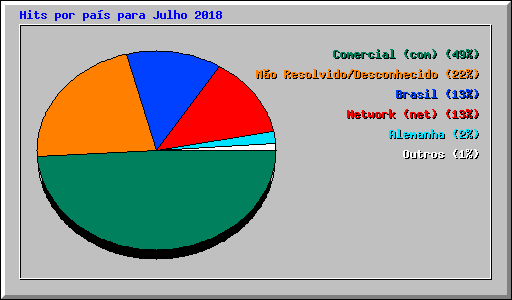 Hits por país para Julho 2018
Comercial (com) (49%)
Não Resolvido/Desconhecido (22%)
Brasil (13%)
Network (net) (13%)
Alemanha (2%)
Outros (1%)